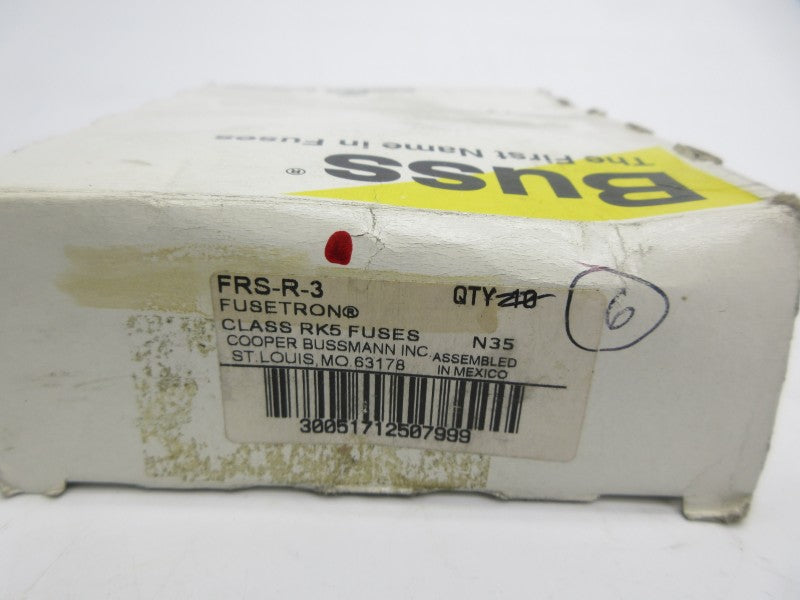 Buss®
The First Name in Fuses
FRS-R-3 QTY 10 6
FUSETRON®
CLASS RK5 FUSES N35
COOPER BUSSMANN INC. ASSEMBLED
ST. LOUIS, MO. 63178 IN MEXICO
30051712507999